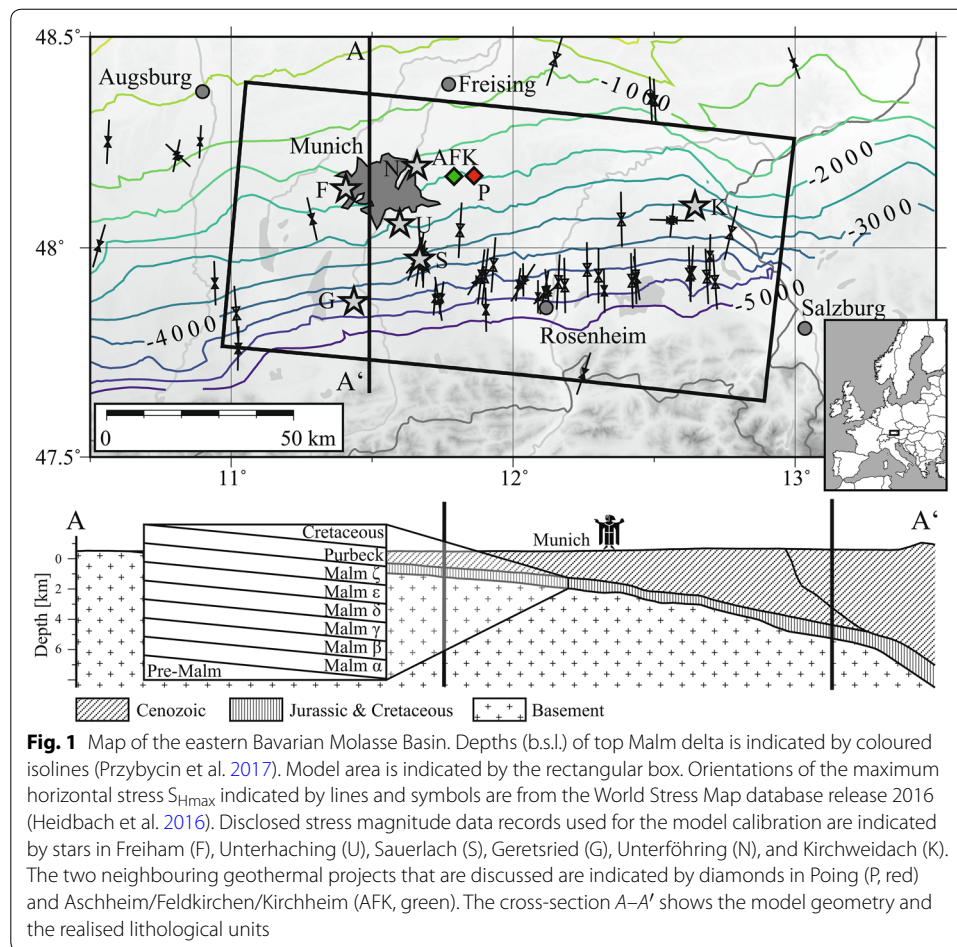 48.5°
A
Augsburg
Freising
-1000
Munich
N
AFK
-2000
F
P
U
K
48°
-3000
S
G
-5000
-4000
Rosenheim
Salzburg
A‘
0 50 km
47.5°
11°
12°
13°
A
A‘
Munich
Cretaceous
Purbeck
Malm ζ
Malm ε
Malm δ
Malm γ
Malm β
Malm α
Pre-Malm
Depth [km]
0
2
4
6
Cenozoic Jurassic & Cretaceous Basement
Fig. 1 Map of the eastern Bavarian Molasse Basin. Depths (b.s.l.) of top Malm delta is indicated by coloured
isolines (Przybycin et al. 2017). Model area is indicated by the rectangular box. Orientations of the maximum
horizontal stress SHmax indicated by lines and symbols are from the World Stress Map database release 2016
(Heidbach et al. 2016). Disclosed stress magnitude data records used for the model calibration are indicated
by stars in Freiham (F), Unterhaching (U), Sauerlach (S), Geretsried (G), Unterföhring (N), and Kirchweidach (K).
The two neighbouring geothermal projects that are discussed are indicated by diamonds in Poing (P, red)
and Aschheim/Feldkirchen/Kirchheim (AFK, green). The cross-section A–A′ shows the model geometry and
the realised lithological units